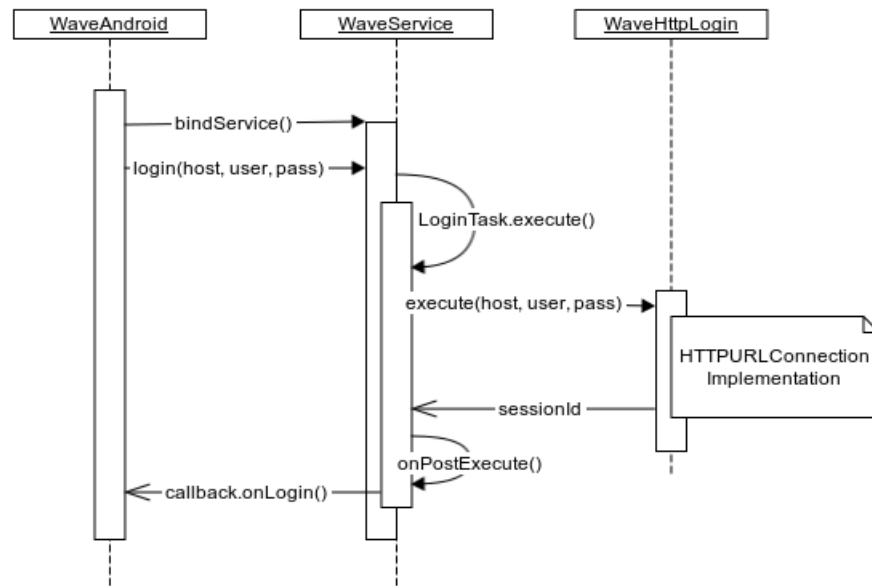 WaveAndroid
WaveService
WaveHttpLogin
bindService()
login(host, user, pass)
LoginTask.execute()
execute(host, user, pass)
HTTPURLConnection
Implementation
sessionId
onPostExecute()
callback.onLogin()